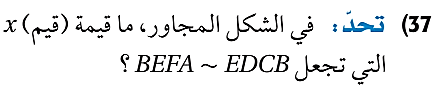 37) تحدّ: في الشكل المجاور، ما قيمة (قيم) x
التي تجعل BEFA ~ EDCB ؟